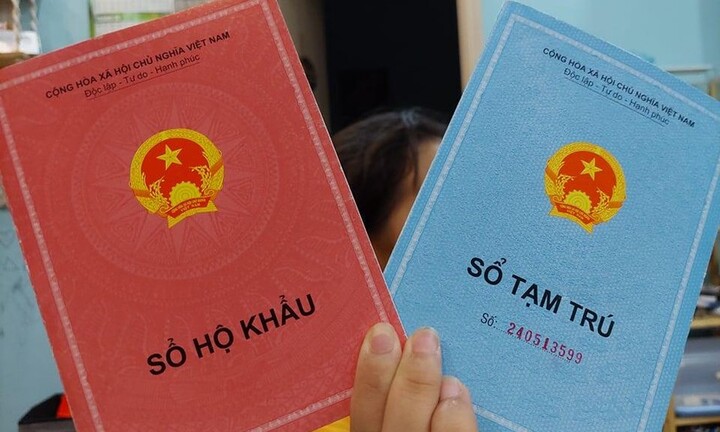 CỘNG HÒA XÃ HỘI CHỦ NGHĨA VIỆT NAM
Độc lập - Tự do - Hạnh phúc
SỔ HỘ KHẨU
CỘNG HÒA XÃ HỘI CHỦ NGHĨA VIỆT NAM
Độc lập - Tự do - Hạnh phúc
SỔ TẠM TRÚ
Số: 240513599